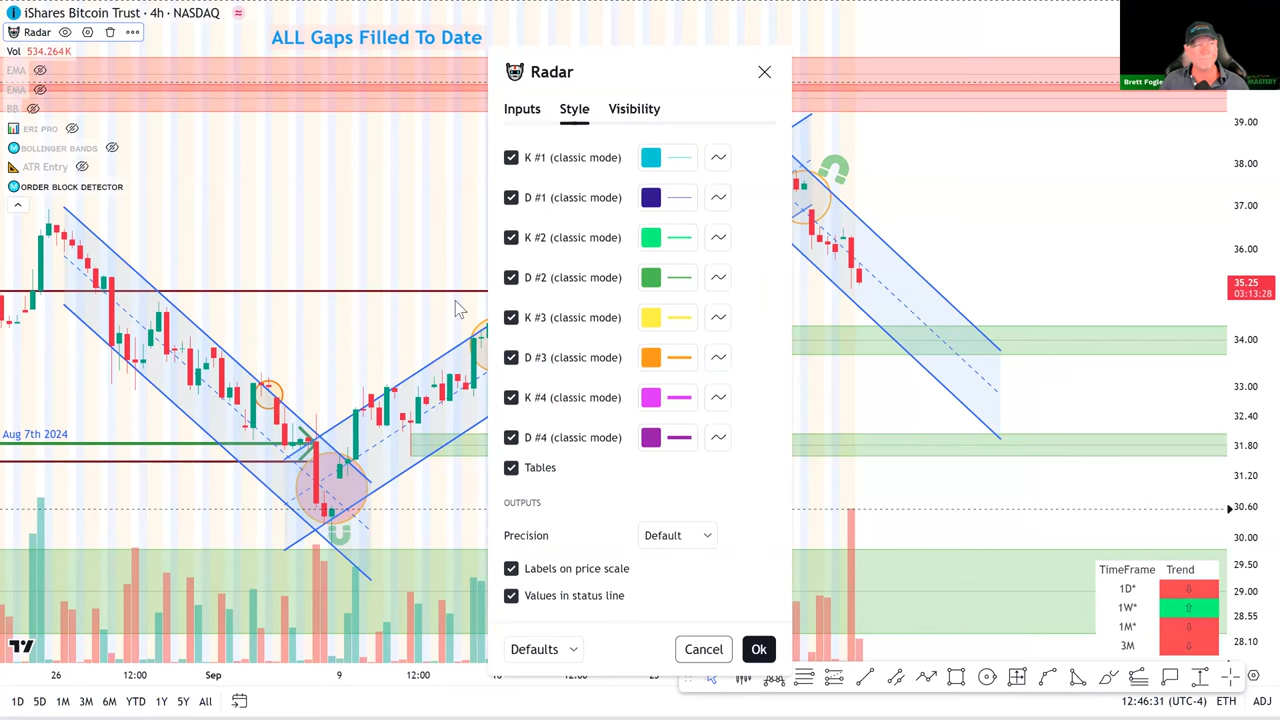 iShares Bitcoin Trust · 4h · NASDAQ
Radar
Vol 534.264K
EMA
EMA
BB
ERI PRO
BOLLINGER BANDS
ATR Entry
ORDER BLOCK DETECTOR
ALL Gaps Filled To Date
Aug 7th 2024
Radar
Inputs Style Visibility
K #1 (classic mode)
D #1 (classic mode)
K #2 (classic mode)
D #2 (classic mode)
K #3 (classic mode)
D #3 (classic mode)
K #4 (classic mode)
D #4 (classic mode)
Tables
OUTPUTS
Precision Default
Labels on price scale
Values in status line
Defaults Cancel Ok
Brett Fogle
MASTERY
39.00
38.00
37.00
36.00
35.25
03:13:28
34.00
33.00
32.40
31.80
31.20
30.60
30.00
29.50
29.00
28.55
28.10
TimeFrame Trend
1D*
1W*
1M*
3M
26 12:00 Sep 9 12:00
1D 5D 1M 3M 6M YTD 1Y 5Y All
12:46:31 (UTC-4) ETH ADJ